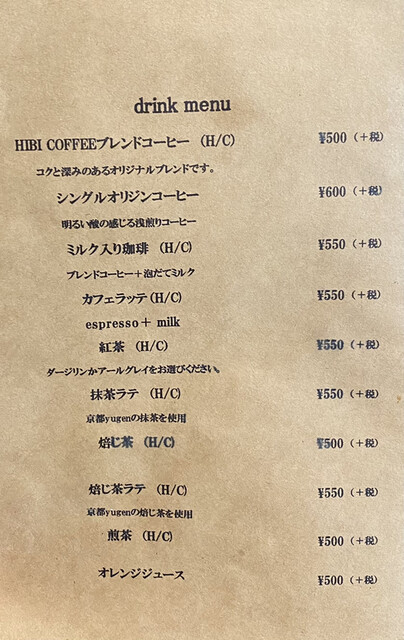 drink menu
HIBI COFFEEブレンドコーヒー (H/C) ¥500 (+税)
コクと深みのあるオリジナルブレンドです。
シングルオリジンコーヒー ¥600 (+税)
明るい酸の感じる浅煎りコーヒー
ミルク入り珈琲 (H/C) ¥550 (+税)
ブレンドコーヒー+泡だてミルク
カフェラッテ(H/C) ¥550 (+税)
espresso+ milk
紅茶 (H/C) ¥550 (+税)
ダージリンかアールグレイをお選びください。
抹茶ラテ (H/C) ¥550 (+税)
京都yugenの抹茶を使用
焙じ茶 (H/C) ¥500 (+税)
焙じ茶ラテ (H/C) ¥550 (+税)
京都yugenの焙じ茶を使用
煎茶 (H/C) ¥500 (+税)
オレンジジュース ¥500 (+税)